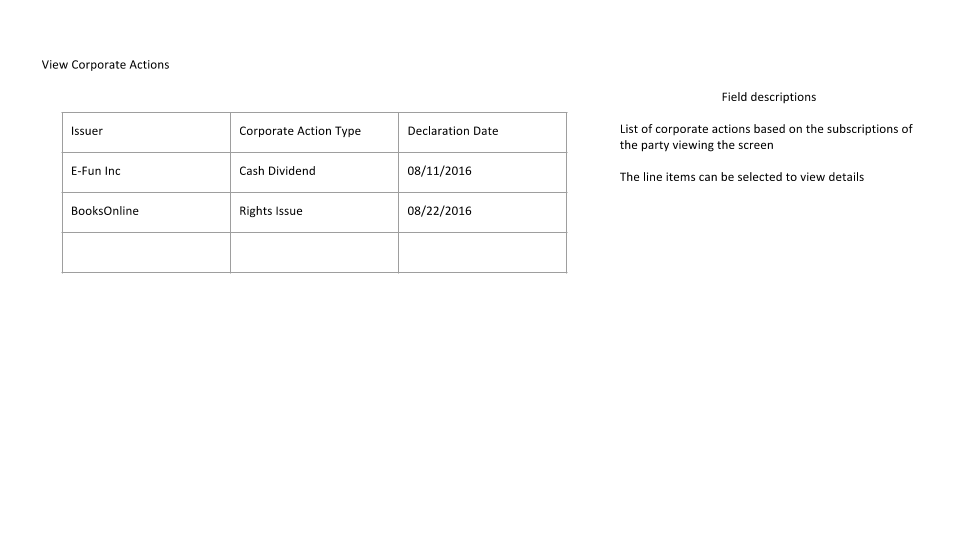 View Corporate Actions
Issuer Corporate Action Type Declaration Date
E-Fun Inc Cash Dividend 08/11/2016
BooksOnline Rights Issue 08/22/2016
Field descriptions
List of corporate actions based on the subscriptions of
the party viewing the screen
The line items can be selected to view details